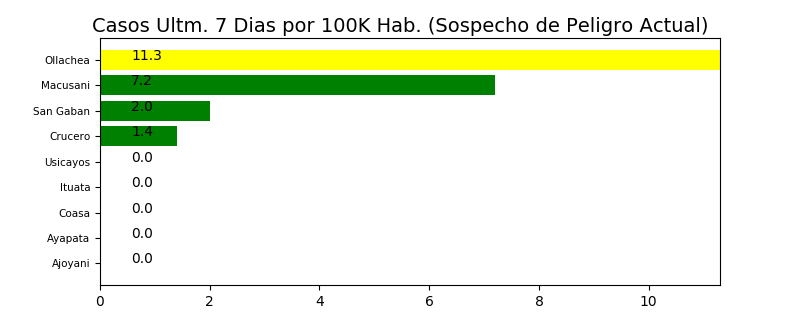 Casos Ultm. 7 Dias por 100K Hab. (Sospecho de Peligro Actual)
Ollachea 11.3
Macusani 7.2
San Gaban 2.0
Crucero 1.4
Usicayos 0.0
Ituata 0.0
Coasa 0.0
Ayapata 0.0
Ajoyani 0.0
0 2 4 6 8 10